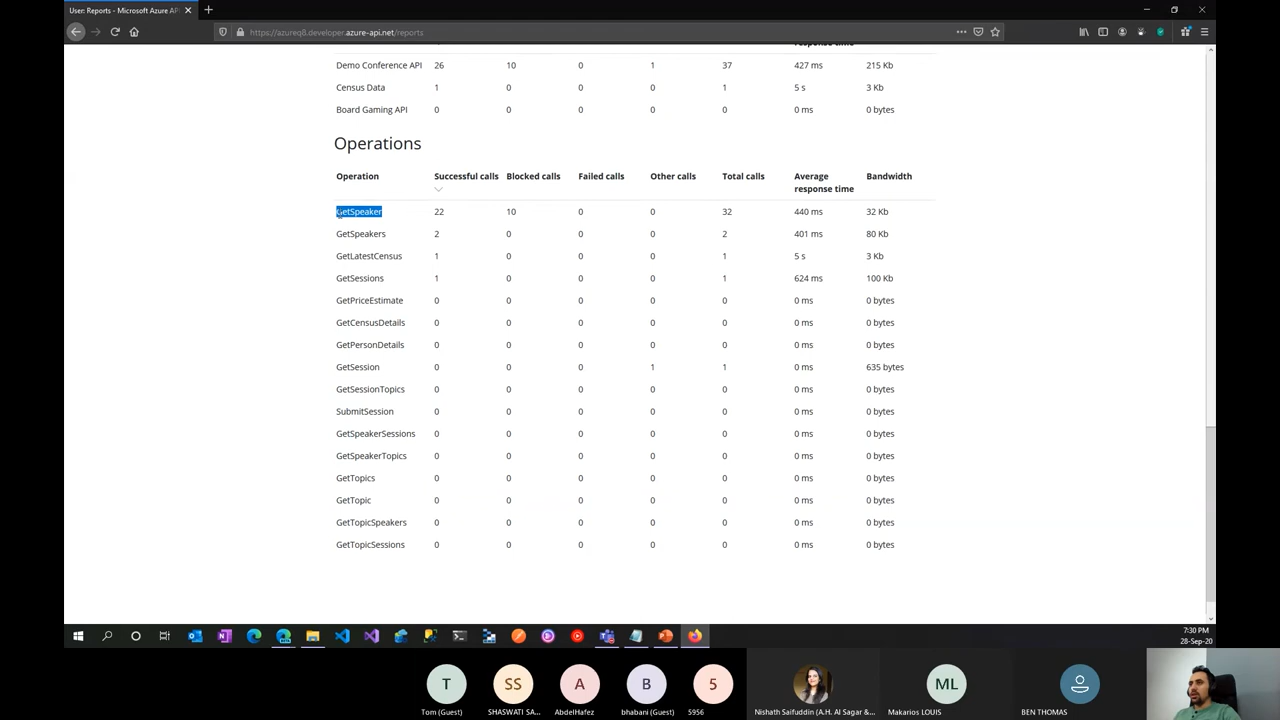 User: Reports - Microsoft Azure AP
https://azureq8.developer.azure-api.net/reports
response time
Demo Conference API 26 10 0 1 37 427 ms 215 Kb
Census Data 1 0 0 0 1 5 s 3 Kb
Board Gaming API 0 0 0 0 0 0 ms 0 bytes
Operations
Operation Successful calls Blocked calls Failed calls Other calls Total calls Average response time Bandwidth
GetSpeaker 22 10 0 0 32 440 ms 32 Kb
GetSpeakers 2 0 0 0 2 401 ms 80 Kb
GetLatestCensus 1 0 0 0 1 5 s 3 Kb
GetSessions 1 0 0 0 1 624 ms 100 Kb
GetPriceEstimate 0 0 0 0 0 0 ms 0 bytes
GetCensusDetails 0 0 0 0 0 0 ms 0 bytes
GetPersonDetails 0 0 0 0 0 0 ms 0 bytes
GetSession 0 0 0 1 1 0 ms 635 bytes
GetSessionTopics 0 0 0 0 0 0 ms 0 bytes
SubmitSession 0 0 0 0 0 0 ms 0 bytes
GetSpeakerSessions 0 0 0 0 0 0 ms 0 bytes
GetSpeakerTopics 0 0 0 0 0 0 ms 0 bytes
GetTopics 0 0 0 0 0 0 ms 0 bytes
GetTopic 0 0 0 0 0 0 ms 0 bytes
GetTopicSpeakers 0 0 0 0 0 0 ms 0 bytes
GetTopicSessions 0 0 0 0 0 0 ms 0 bytes
7:30 PM
28-Sep-20
T SS A B 5 ML
Tom (Guest) SHASWATI SA... AbdelHafez bhabani (Guest) 5956 Nishath Saifuddin (A.H. Al Sagar &... Makarios LOUIS BEN THOMAS